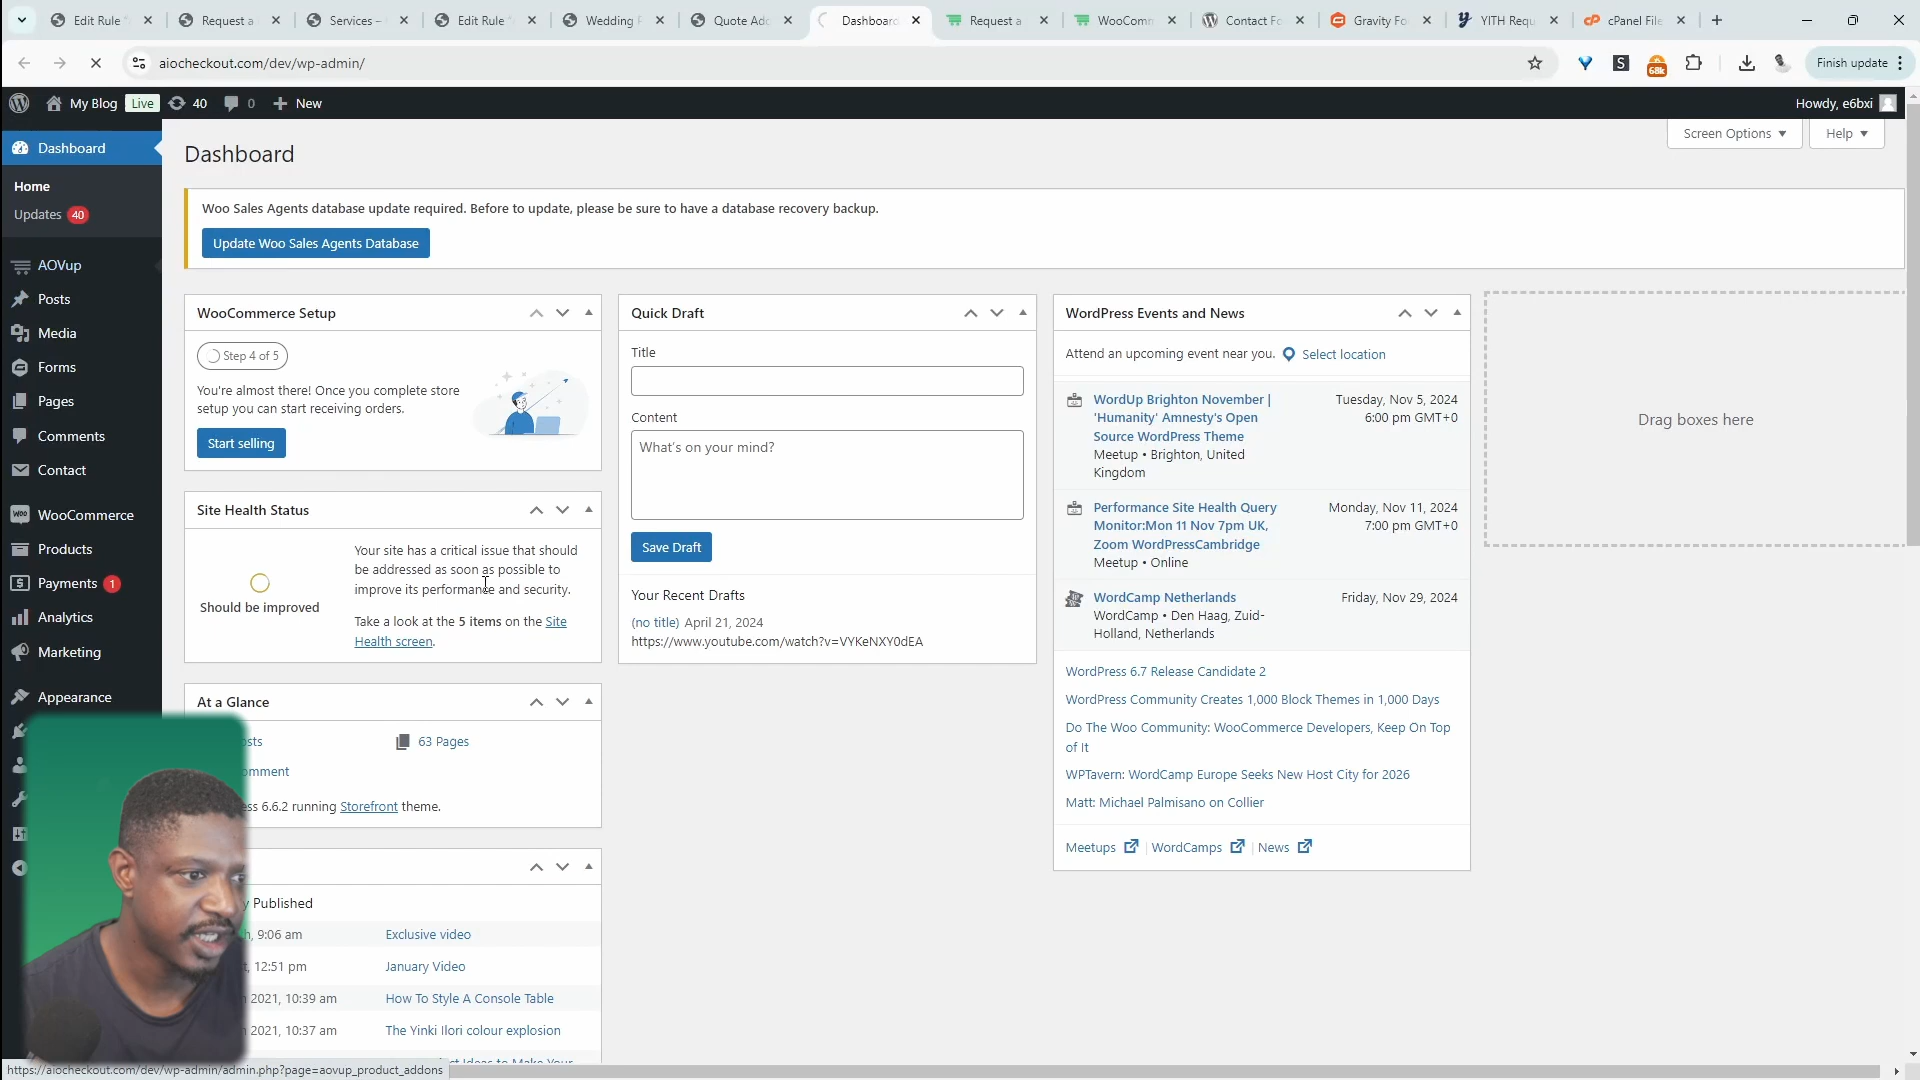 Edit Rule
Request a
Services –
Edit Rule
Wedding
Quote Add
Dashboard
Request a
WooComm
Contact Fo
Gravity Fo
YITH Requ
cPanel File
aiocheckout.com/dev/wp-admin/
S
68k
Finish update
My Blog
Live
40
0
New
Howdy, e6bxi
Dashboard
Home
Updates 40
AOVup
Posts
Media
Forms
Pages
Comments
Contact
WooCommerce
Products
Payments 1
Analytics
Marketing
Appearance
Dashboard
Screen Options
Help
Woo Sales Agents database update required. Before to update, please be sure to have a database recovery backup.
Update Woo Sales Agents Database
WooCommerce Setup
Step 4 of 5
You're almost there! Once you complete store
setup you can start receiving orders.
Start selling
Site Health Status
Should be improved
Your site has a critical issue that should
be addressed as soon as possible to
improve its performance and security.
Take a look at the 5 items on the Site
Health screen.
At a Glance
63 Pages
6.6.2 running Storefront theme.
Published
9:06 am
Exclusive video
12:51 pm
January Video
2021, 10:39 am
How To Style A Console Table
2021, 10:37 am
The Yinki Ilori colour explosion
Quick Draft
Title
Content
What's on your mind?
Save Draft
Your Recent Drafts
(no title) April 21, 2024
https://www.youtube.com/watch?v=VYKeNXY0dEA
WordPress Events and News
Attend an upcoming event near you. Select location
WordUp Brighton November |
'Humanity' Amnesty's Open
Source WordPress Theme
Meetup • Brighton, United
Kingdom
Tuesday, Nov 5, 2024
6:00 pm GMT+0
Performance Site Health Query
Monitor:Mon 11 Nov 7pm UK,
Zoom WordPressCambridge
Meetup • Online
Monday, Nov 11, 2024
7:00 pm GMT+0
WordCamp Netherlands
WordCamp • Den Haag, Zuid-
Holland, Netherlands
Friday, Nov 29, 2024
WordPress 6.7 Release Candidate 2
WordPress Community Creates 1,000 Block Themes in 1,000 Days
Do The Woo Community: WooCommerce Developers, Keep On Top
of It
WPTavern: WordCamp Europe Seeks New Host City for 2026
Matt: Michael Palmisano on Collier
Meetups | WordCamps | News
Drag boxes here
https://aiocheckout.com/dev/wp-admin/admin.php?page=aovup_product_addons